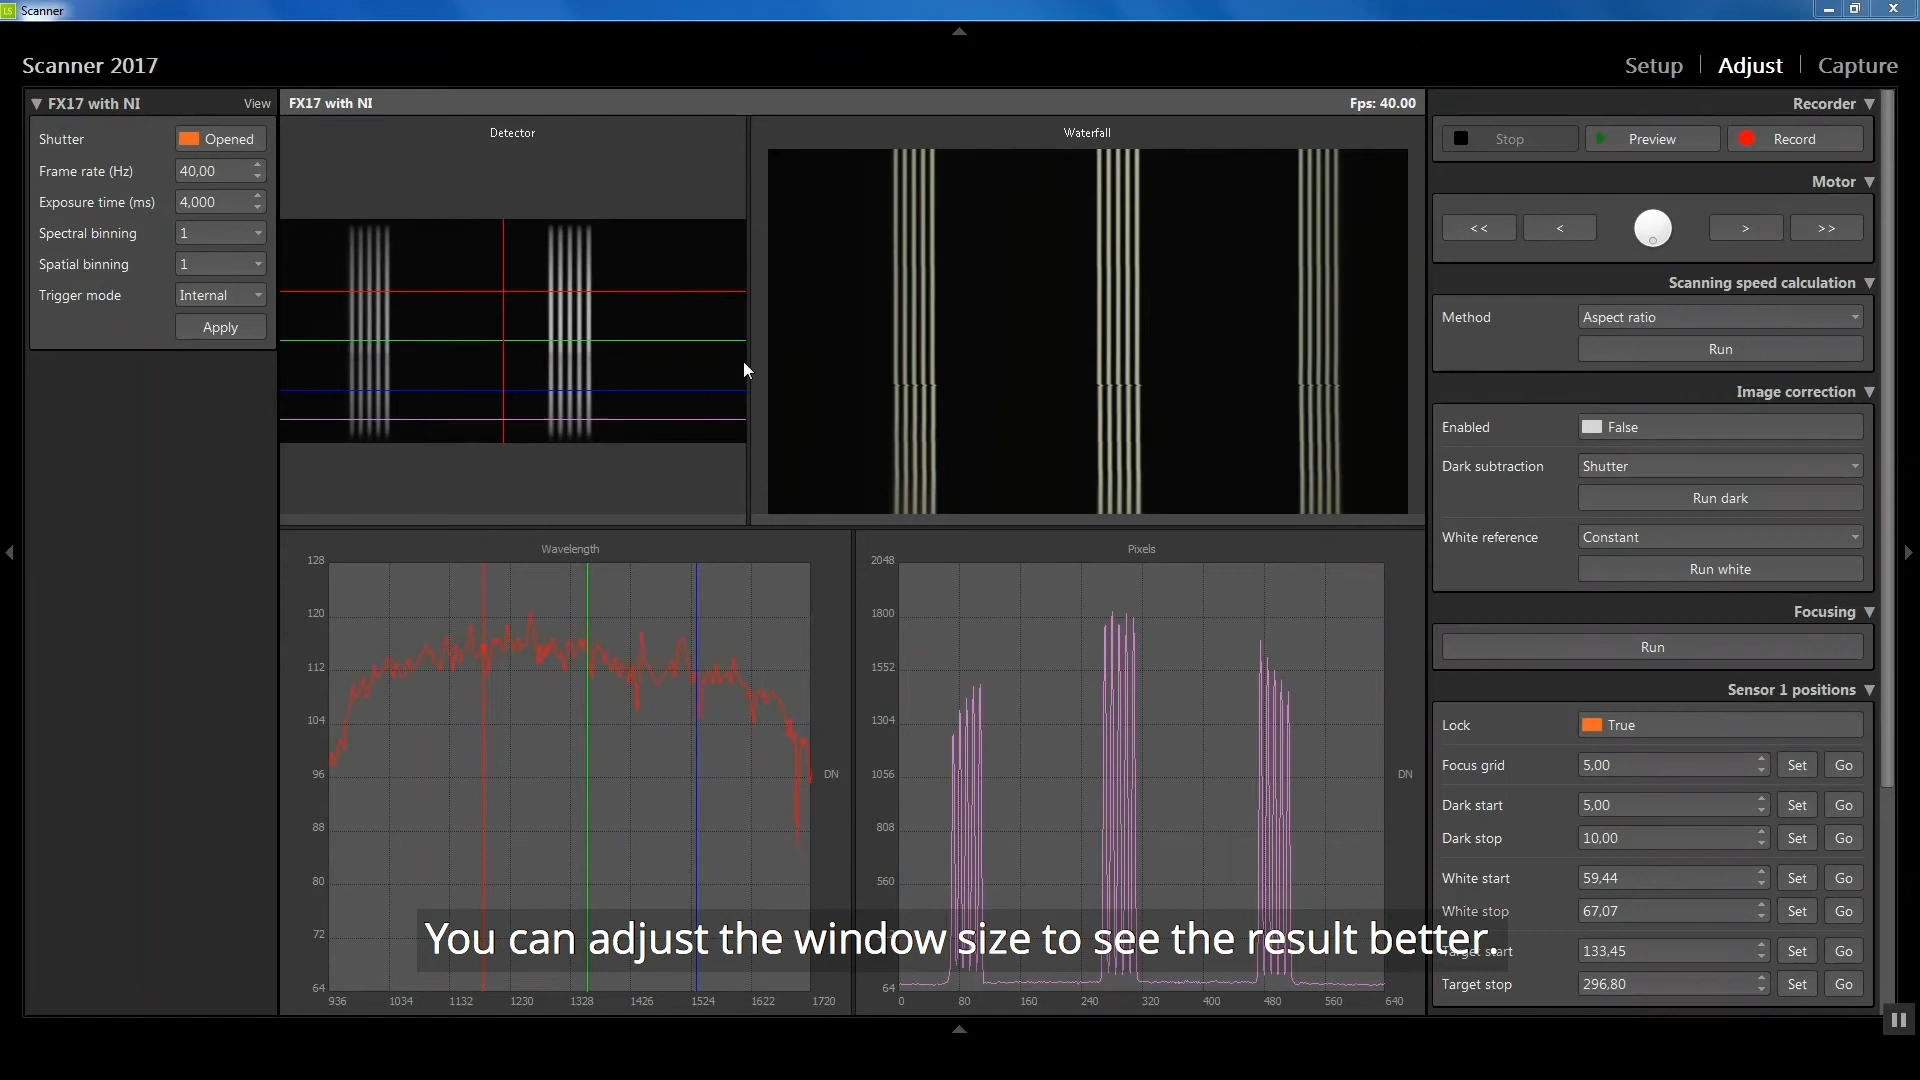 LS Scanner
Scanner 2017
Setup
Adjust
Capture
FX17 with NI
View
Shutter
Opened
Frame rate (Hz)
40,00
Exposure time (ms)
4,000
Spectral binning
1
Spatial binning
1
Trigger mode
Internal
Apply
FX17 with NI
Fps: 40.00
Detector
Waterfall
Wavelength
128
120
112
104
96
88
80
72
64
936 1034 1132 1230 1328 1426 1524 1622 1720
DN
Pixels
2048
1800
1552
1304
1056
808
560
64
0 80 160 240 320 400 480 560 640
DN
Recorder
Stop
Preview
Record
Motor
<< < > >>
Scanning speed calculation
Method
Aspect ratio
Run
Image correction
Enabled
False
Dark subtraction
Shutter
Run dark
White reference
Constant
Run white
Focusing
Run
Sensor 1 positions
Lock
True
Focus grid
5,00
Set Go
Dark start
5,00
Set Go
Dark stop
10,00
Set Go
White start
59,44
Set Go
White stop
67,07
Set Go
Target start
133,45
Set Go
Target stop
296,80
Set Go
You can adjust the window size to see the result better.